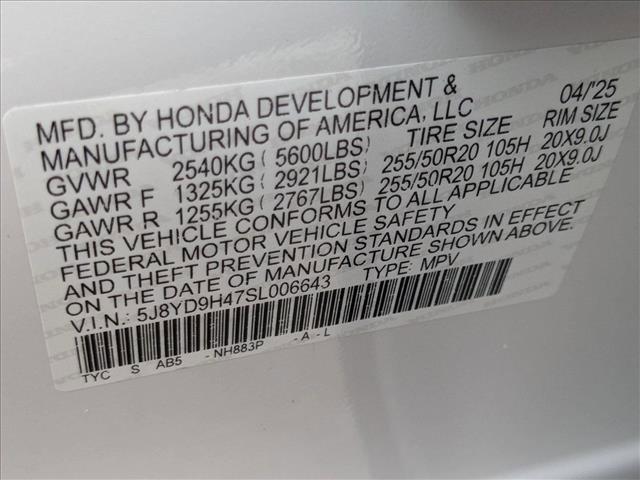 MFD. BY HONDA DEVELOPMENT & 04/25
MANUFACTURING OF AMERICA, LLC
TIRE SIZE RIM SIZE
GVWR 2540KG(5600LBS)
GAWR F 1325KG(2921LBS) 255/50R20 105H 20X9.0J
GAWR R 1255KG(2767LBS) 255/50R20 105H 20X9.0J
THIS VEHICLE CONFORMS TO ALL APPLICABLE
FEDERAL MOTOR VEHICLE SAFETY
AND THEFT PREVENTION STANDARDS IN EFFECT
ON THE DATE OF MANUFACTURE SHOWN ABOVE.
V.I.N.: 5J8YD9H47SL006643 TYPE: MPV
TYC S AB5 -NH883P -A -L